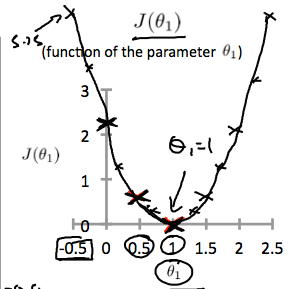 J(θ₁)
5.25
(function of the parameter θ₁)
3
2
J(θ₁)
θ₁=1
1
0
-0.5 0 0.5 1 1.5 2 2.5
θ₁